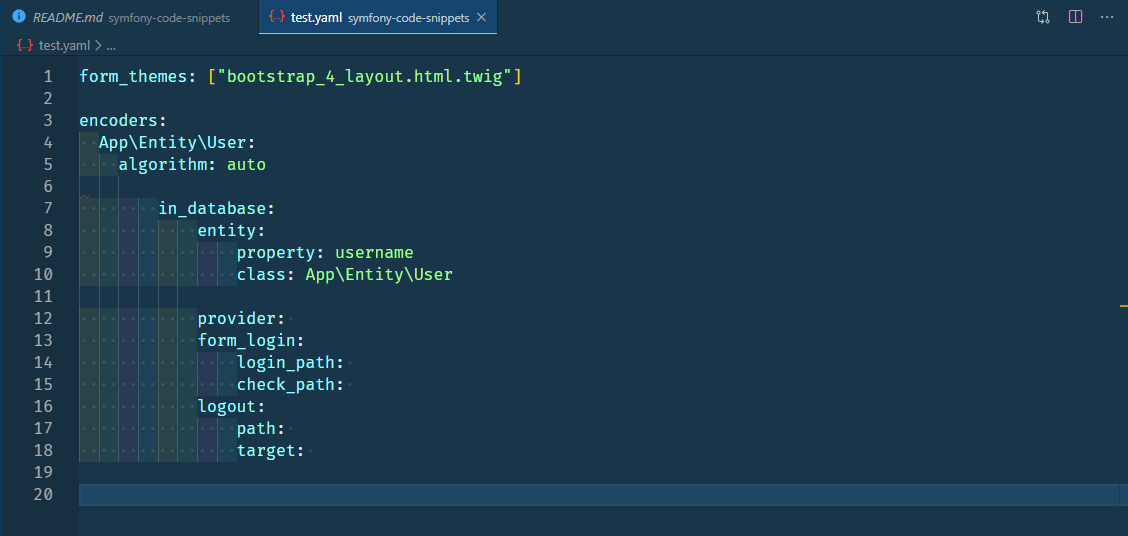 README.md symfony-code-snippets test.yaml symfony-code-snippets
test.yaml > ...
1 form_themes: ["bootstrap_4_layout.html.twig"]
2
3 encoders:
4   App\Entity\User:
5     algorithm: auto
6
7         in_database:
8             entity:
9                 property: username
10                 class: App\Entity\User
11
12             provider:
13             form_login:
14                 login_path:
15                 check_path:
16             logout:
17                 path:
18                 target:
19
20